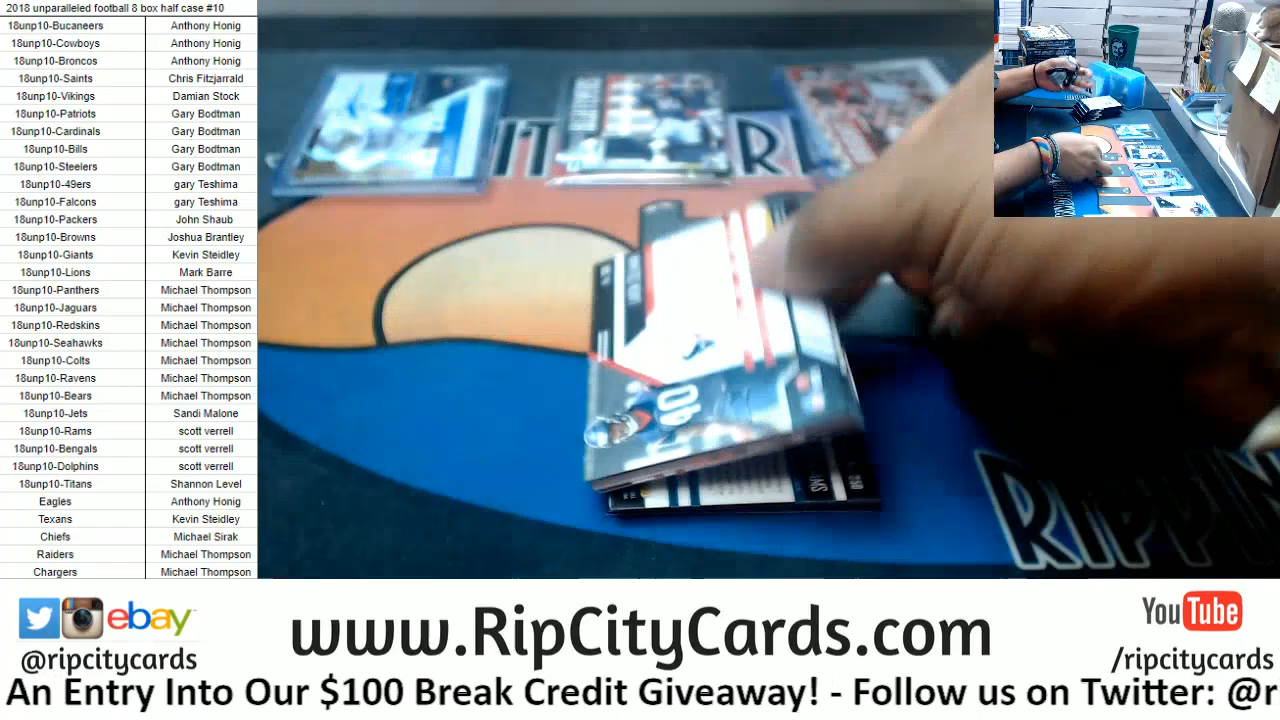 2018 unparalleled football 8 box half case #10
18unp10-Bucaneers Anthony Honig
18unp10-Cowboys Anthony Honig
18unp10-Broncos Anthony Honig
18unp10-Saints Chris Fitzjarrald
18unp10-Vikings Damian Stock
18unp10-Patriots Gary Bodtman
18unp10-Cardinals Gary Bodtman
18unp10-Bills Gary Bodtman
18unp10-Steelers Gary Bodtman
18unp10-49ers gary Teshima
18unp10-Falcons gary Teshima
18unp10-Packers John Shaub
18unp10-Browns Joshua Brantley
18unp10-Giants Kevin Steidley
18unp10-Lions Mark Barre
18unp10-Panthers Michael Thompson
18unp10-Jaguars Michael Thompson
18unp10-Redskins Michael Thompson
18unp10-Seahawks Michael Thompson
18unp10-Colts Michael Thompson
18unp10-Ravens Michael Thompson
18unp10-Bears Michael Thompson
18unp10-Jets Sandi Malone
18unp10-Rams scott verrell
18unp10-Bengals scott verrell
18unp10-Dolphins scott verrell
18unp10-Titans Shannon Level
Eagles Anthony Honig
Texans Kevin Steidley
Chiefs Michael Sirak
Raiders Michael Thompson
Chargers Michael Thompson
RIPPIN
ebay
@ripcitycards
www.RipCityCards.com
YouTube
/ripcitycards
An Entry Into Our $100 Break Credit Giveaway! - Follow us on Twitter: @r